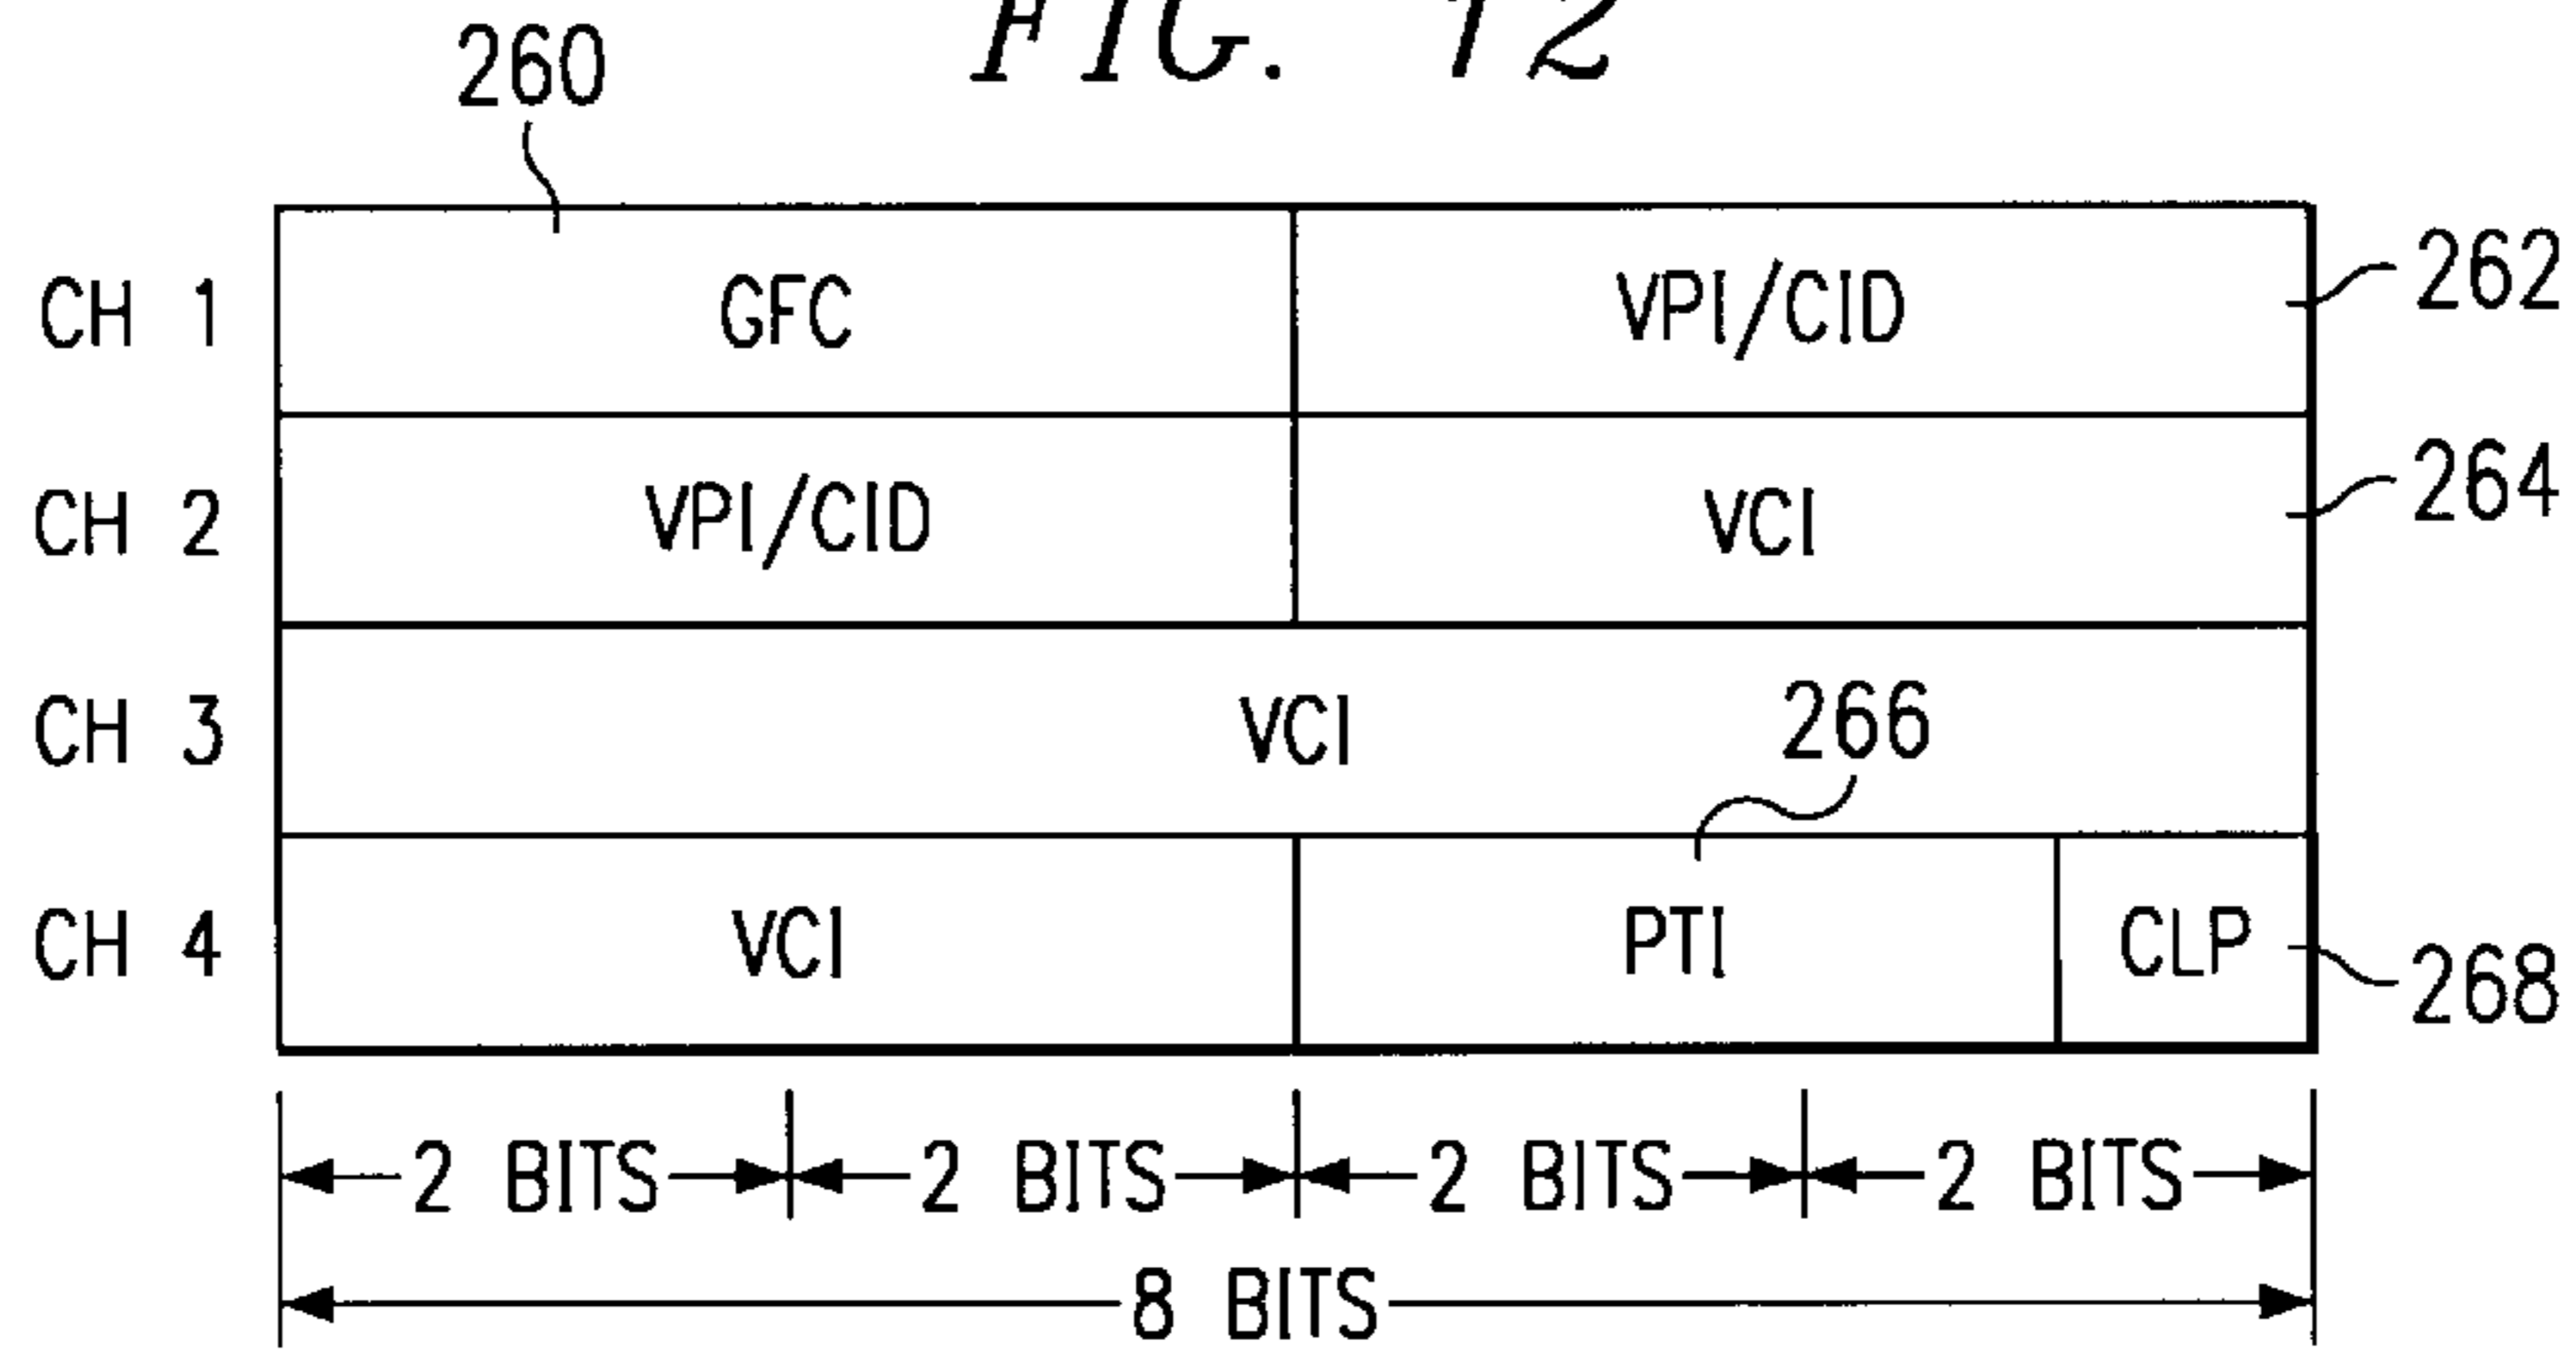 FIG. 12
260
CH 1 GFC VPI/CID 262
CH 2 VPI/CID VCI 264
CH 3 VCI 266
CH 4 VCI PTI CLP 268
2 BITS 2 BITS 2 BITS 2 BITS
8 BITS